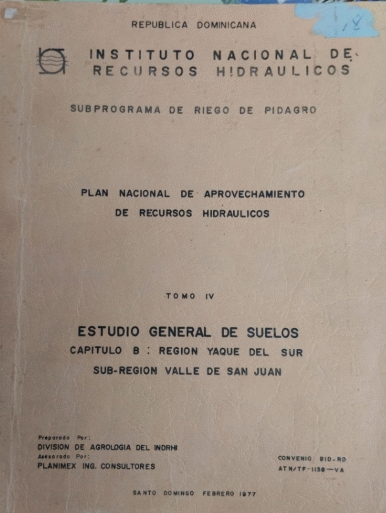 REPUBLICA DOMINICANA
INSTITUTO NACIONAL DE
RECURSOS HIDRAULICOS
SUBPROGRAMA DE RIEGO DE PIDAGRO
PLAN NACIONAL DE APROVECHAMIENTO
DE RECURSOS HIDRAULICOS
TOMO IV
ESTUDIO GENERAL DE SUELOS
CAPITULO B : REGION YAQUE DEL SUR
SUB-REGION VALLE DE SAN JUAN
Preparado Por:
DIVISION DE AGROLOGIA DEL INDRHI
Asesorado Por:
PLANIMEX ING. CONSULTORES
CONVENIO BID-RD
ATN/TF-1138-VA
SANTO DOMINGO FEBRERO 1977